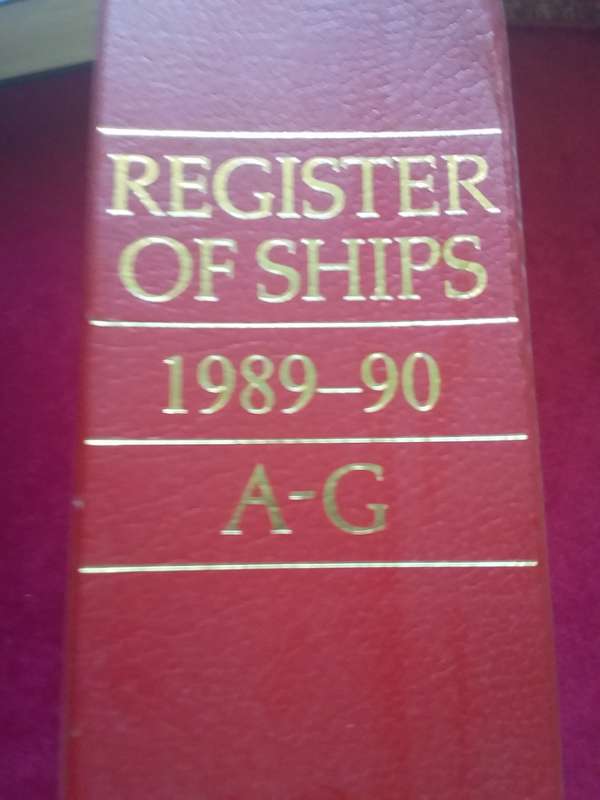 REGISTER
OF SHIPS
1989–90
A-G